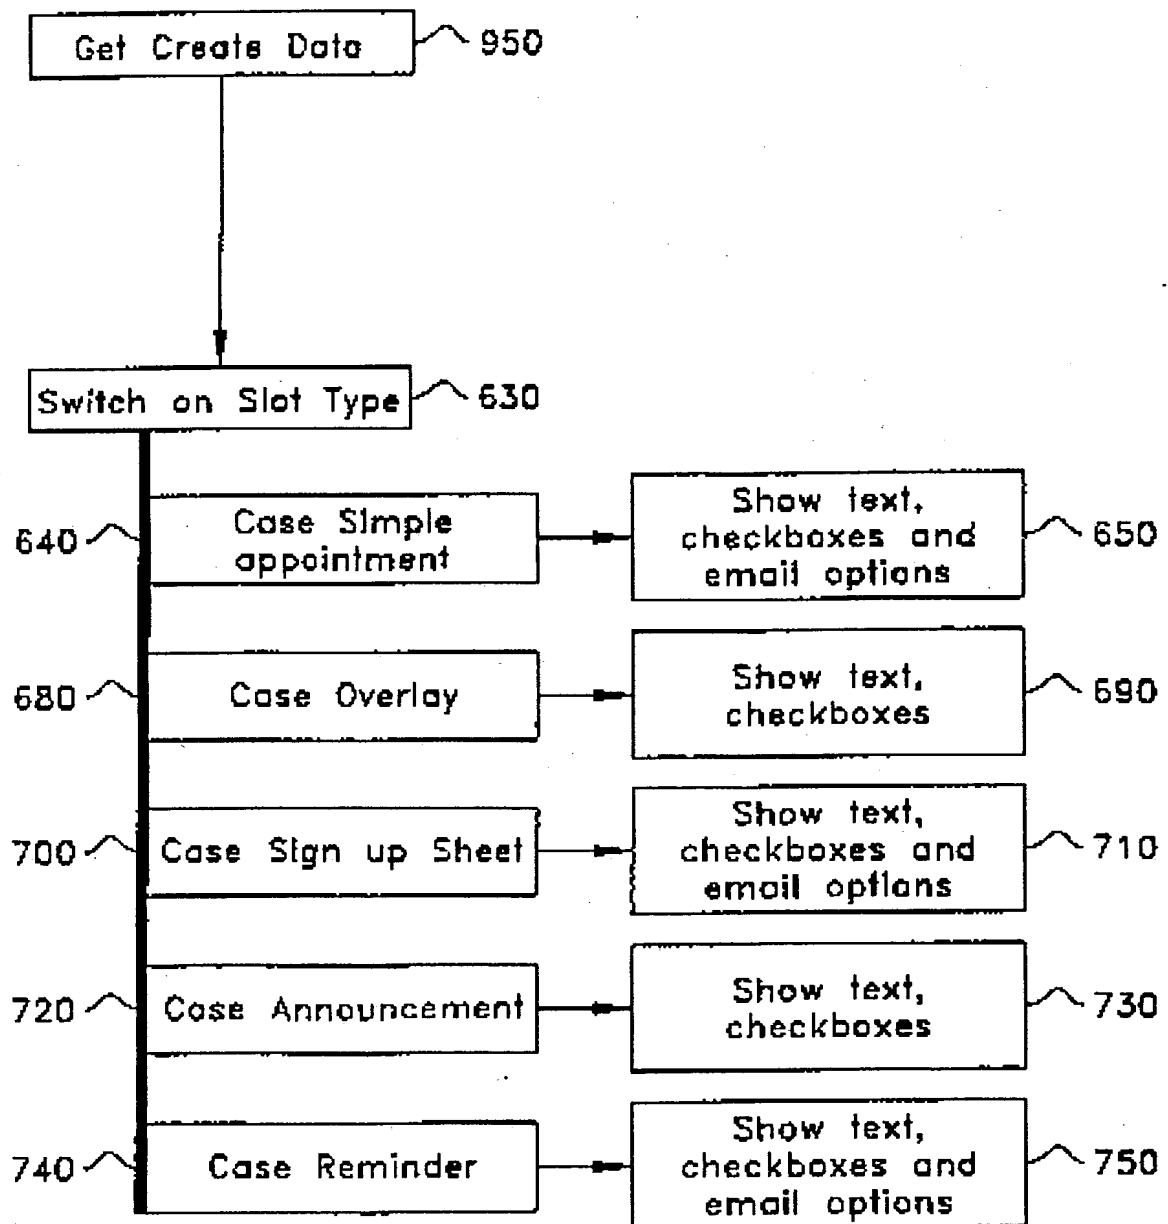 Get Create Data
950
Switch on Slot Type
630
640
Case Simple
appointment
Show text,
checkboxes and
email options
650
680
Case Overlay
Show text,
checkboxes
690
700
Case Sign up Sheet
Show text,
checkboxes and
email options
710
720
Case Announcement
Show text,
checkboxes
730
740
Case Reminder
Show text,
checkboxes and
email options
750